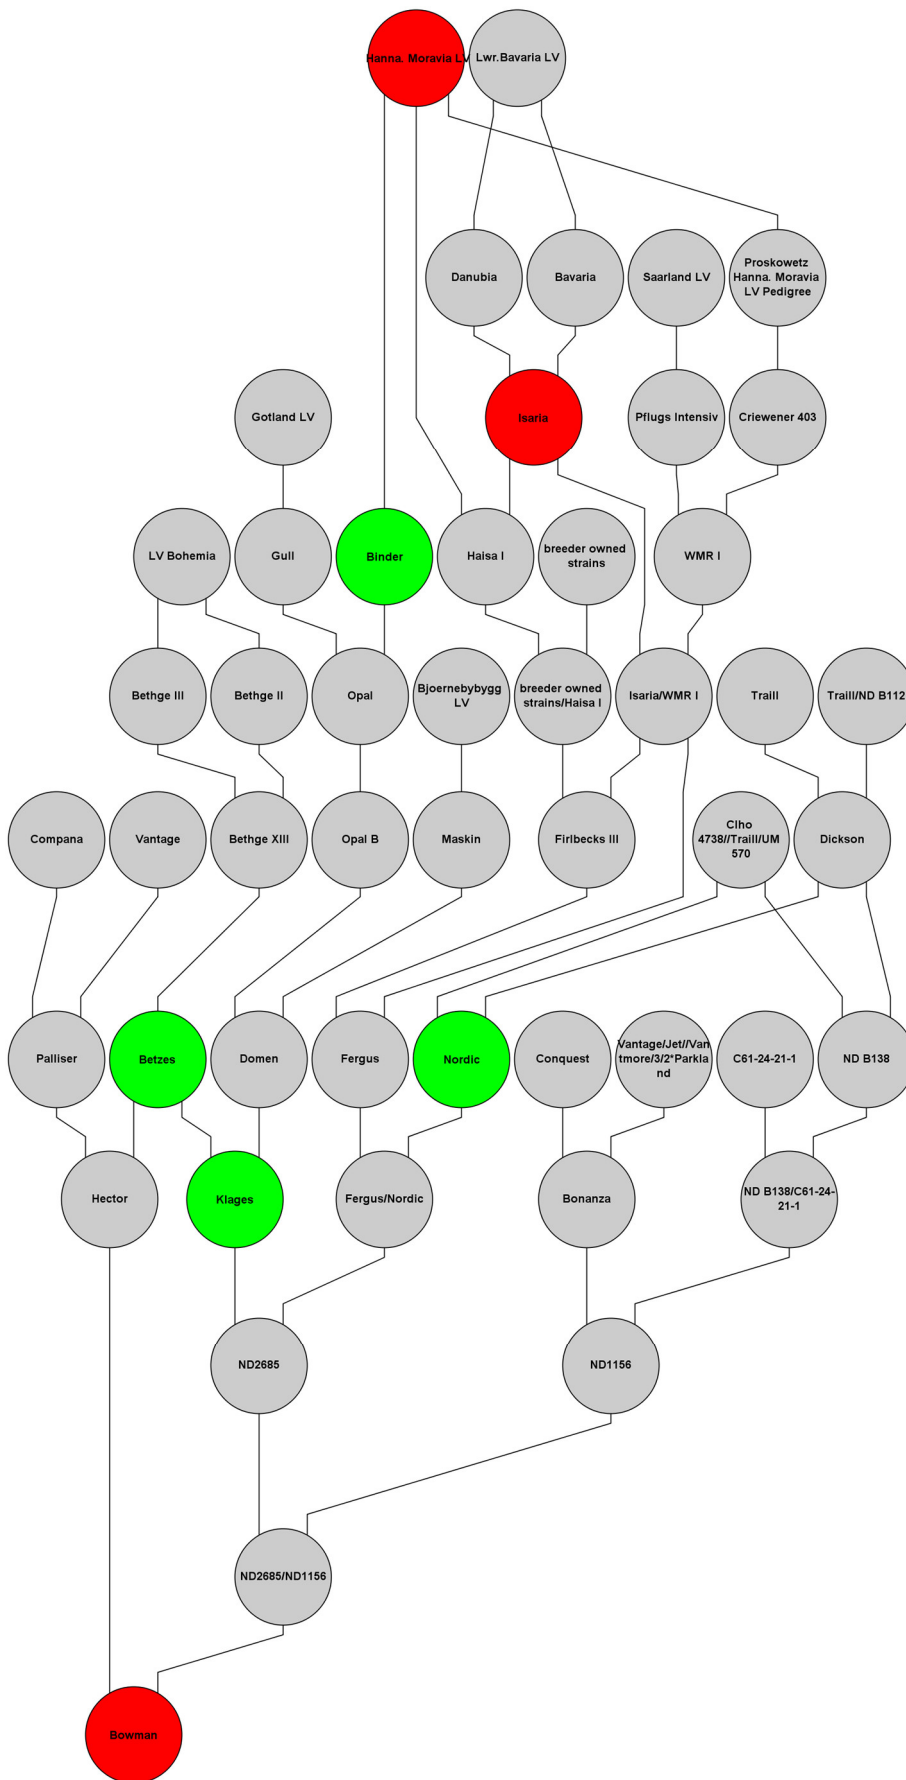 Hanna. Moravia LV
Lwr.Bavaria LV
Danubia
Bavaria
Saarland LV
Proskowetz
Hanna. Moravia
LV Pedigree
Gotland LV
Isaria
Pflugs Intensiv
Criewener 403
LV Bohemia
Gull
Binder
Haisa I
breeder owned
strains
WMR I
Bethge III
Bethge II
Opal
Bjoernebybygg
LV
breeder owned
strains/Haisa I
Isaria/WMR I
Traill
Traill/ND B112
Compana
Vantage
Bethge XIII
Opal B
Maskin
Firlbecks III
CIho
4738//Traill/UM
570
Dickson
Palliser
Betzes
Domen
Fergus
Nordic
Conquest
Vantage/Jet//Van
tmore/3/2*Parkla
nd
C61-24-21-1
ND B138
Hector
Klages
Fergus/Nordic
Bonanza
ND B138/C61-24-
21-1
ND2685
ND1156
ND2685/ND1156
Bowman